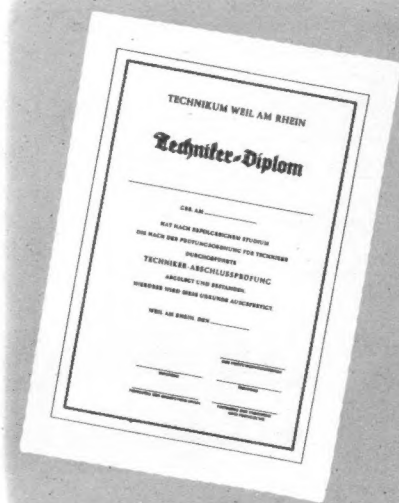 TECHNIKUM WEIL AM RHEIN
Techniker-Diplom
GEB. AM
HAT NACH ERFOLGREICHEM STUDIUM
DIE NACH DER PRÜFUNGSORDNUNG FÜR TECHNIKER
DURCHGEFÜHRTE
TECHNIKER-ABSCHLUSSPRÜFUNG
ABGELEGT UND BESTANDEN.
HIERÜBER WIRD DIESE URKUNDE AUSGEFERTIGT.
WEIL AM RHEIN, DEN